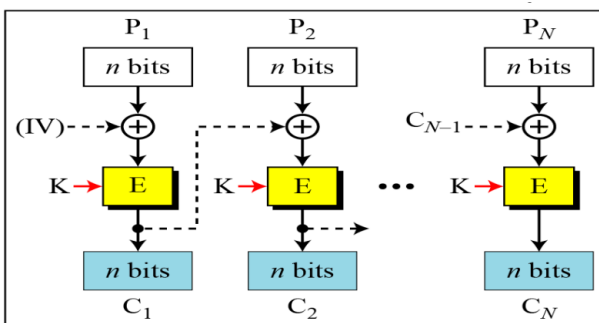 P1 P2 PN
n bits n bits n bits
(IV) + + CN–1 +
K E K E ••• K E
n bits n bits n bits
C1 C2 CN